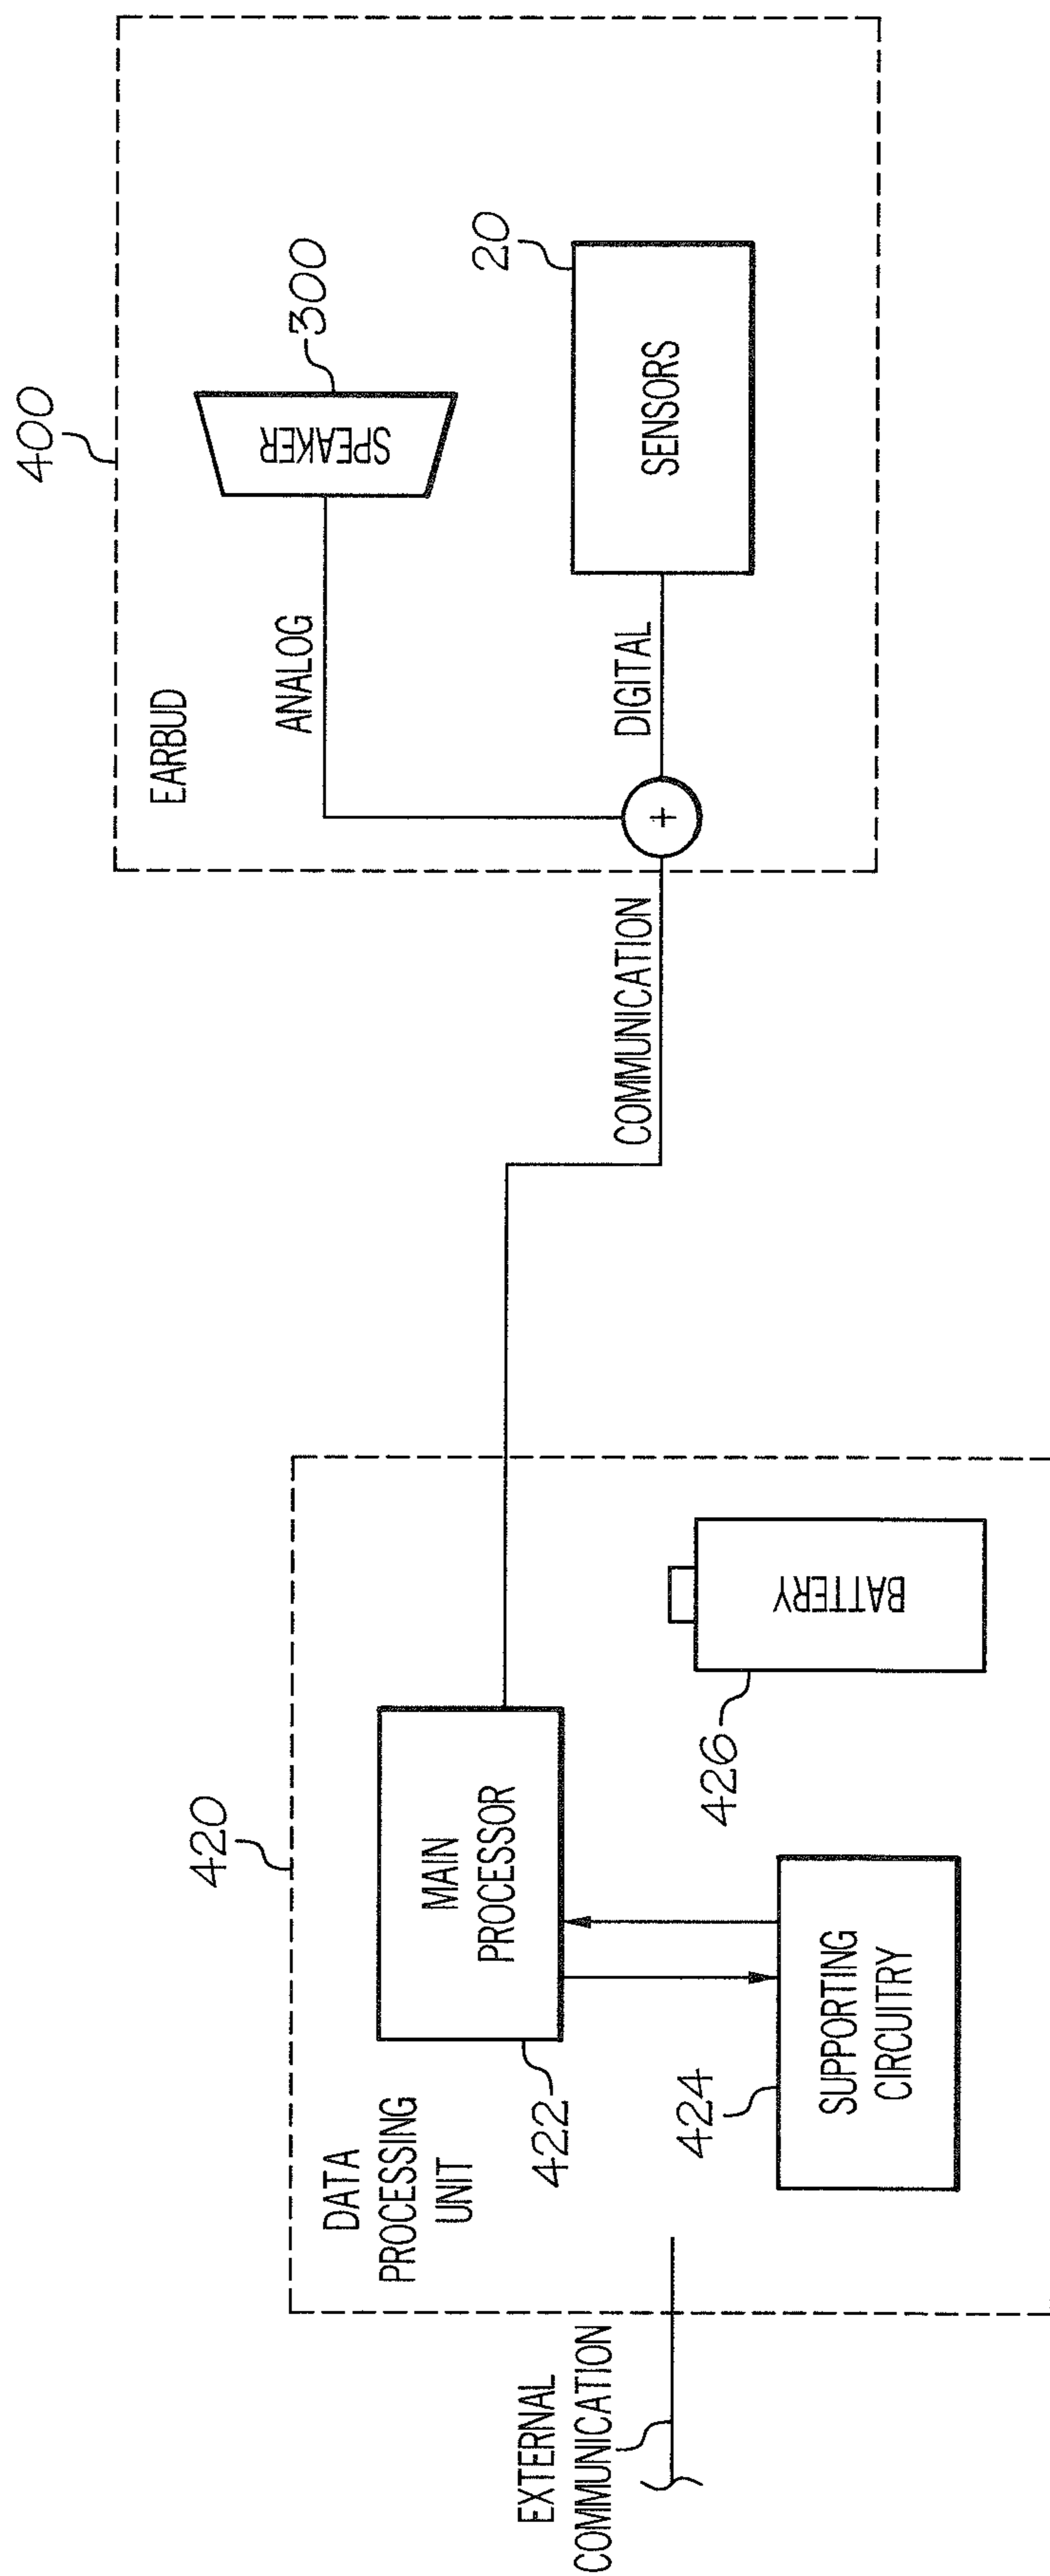 400
EARBUD
SPEAKER
300
ANALOG
20
SENSORS
DIGITAL
COMMUNICATION
420
DATA
PROCESSING
UNIT
MAIN
PROCESSOR
422
BATTERY
426
424
SUPPORTING
CIRCUITRY
EXTERNAL
COMMUNICATION
+